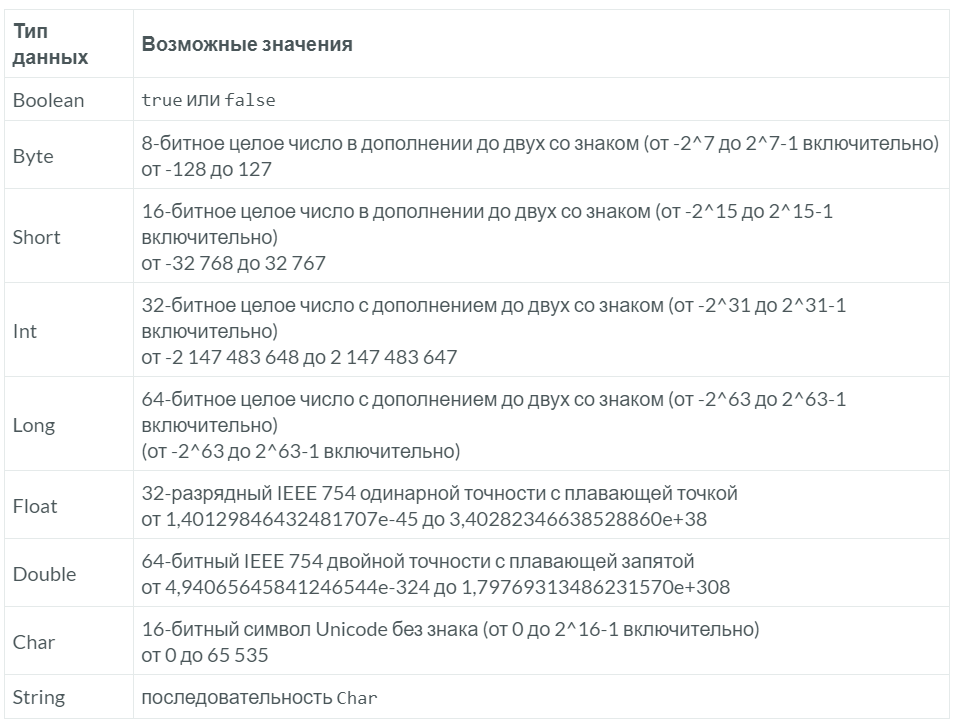 Тип
данных
Возможные значения
Boolean
true или false
Byte
8-битное целое число в дополнении до двух со знаком (от -2^7 до 2^7-1 включительно)
от -128 до 127
Short
16-битное целое число в дополнении до двух со знаком (от -2^15 до 2^15-1
включительно)
от -32 768 до 32 767
Int
32-битное целое число с дополнением до двух со знаком (от -2^31 до 2^31-1
включительно)
от -2 147 483 648 до 2 147 483 647
Long
64-битное целое число с дополнением до двух со знаком (от -2^63 до 2^63-1
включительно)
(от -2^63 до 2^63-1 включительно)
Float
32-разрядный IEEE 754 одинарной точности с плавающей точкой
от 1,40129846432481707e-45 до 3,40282346638528860e+38
Double
64-битный IEEE 754 двойной точности с плавающей запятой
от 4,94065645841246544e-324 до 1,79769313486231570e+308
Char
16-битный символ Unicode без знака (от 0 до 2^16-1 включительно)
от 0 до 65 535
String
последовательность Char